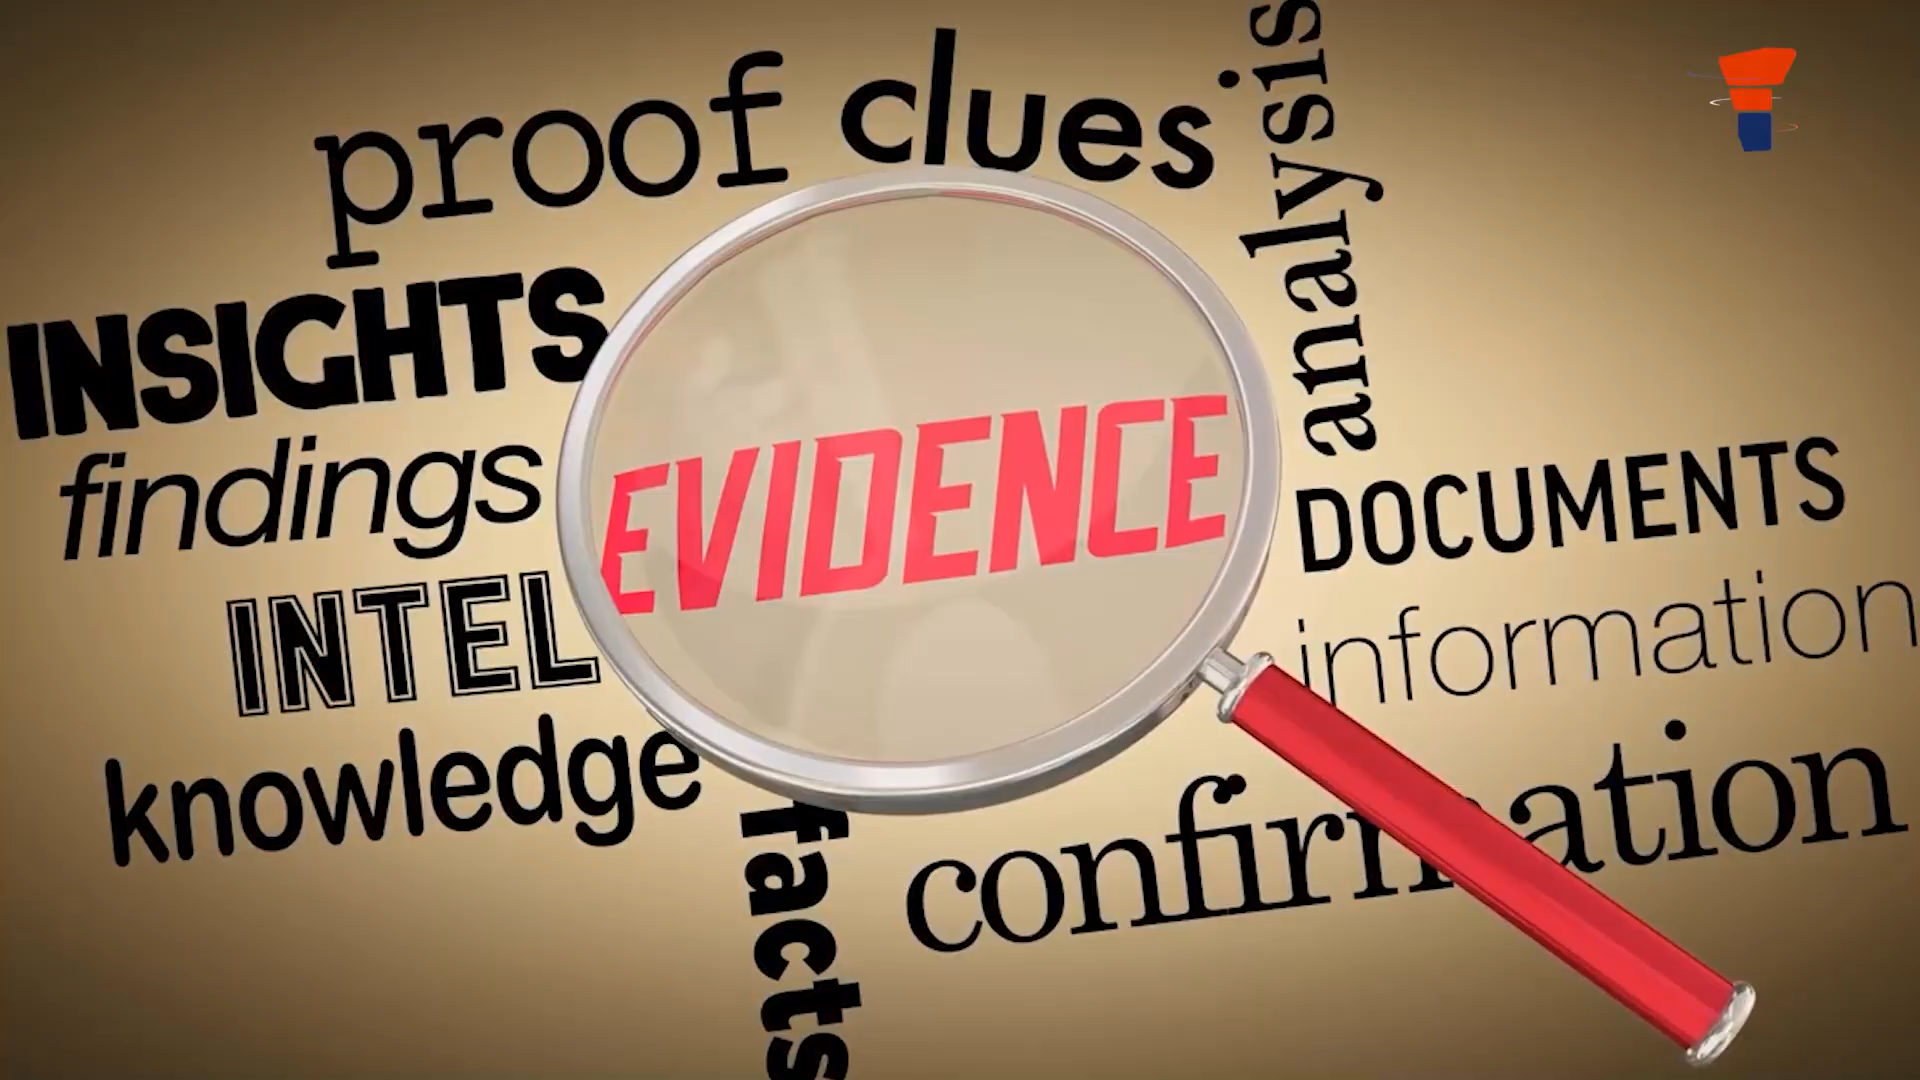 proof
clues
analysis
INSIGHTS
findings
EVIDENCE
DOCUMENTS
INTEL
information
knowledge
facts
confirmation